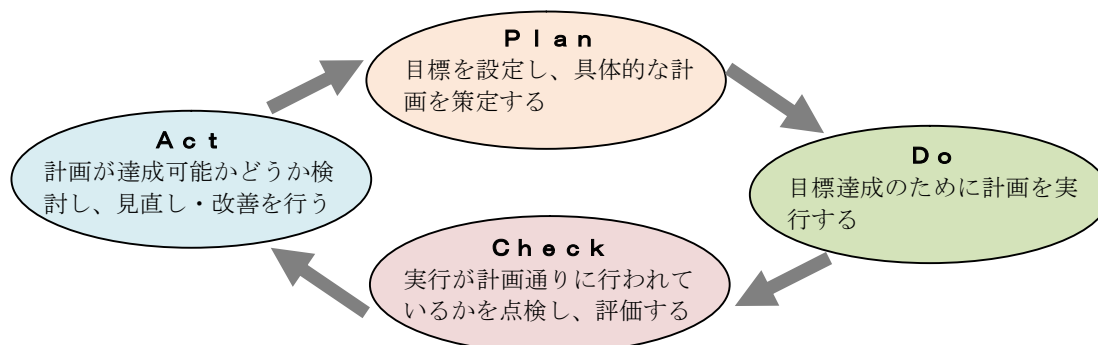 Ｐｌａｎ
目標を設定し、具体的な計
画を策定する
Ａｃｔ
計画が達成可能かどうか検
討し、見直し・改善を行う
Ｄｏ
目標達成のために計画を実
行する
Ｃｈｅｃｋ
実行が計画通りに行われて
いるかを点検し、評価する